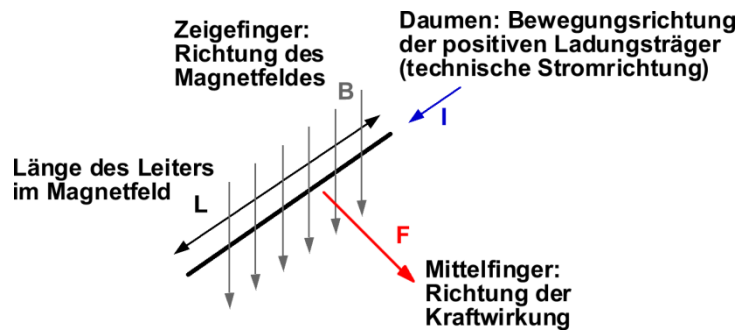 Zeigefinger:
Richtung des
Magnetfeldes
Daumen: Bewegungsrichtung
der positiven Ladungsträger
(technische Stromrichtung)
B
I
Länge des Leiters
im Magnetfeld
L
F
Mittelfinger:
Richtung der
Kraftwirkung